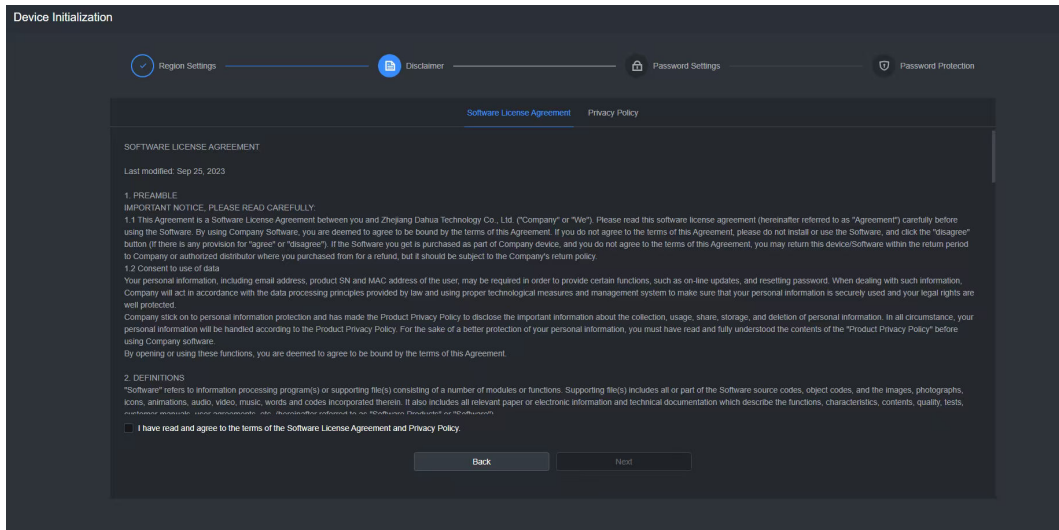 Device Initialization
Region Settings
Disclaimer
Password Settings
Password Protection
Software License Agreement
Privacy Policy
SOFTWARE LICENSE AGREEMENT
Last modified: Sep 25, 2023
1. PREAMBLE
IMPORTANT NOTICE, PLEASE READ CAREFULLY:
1.1 This Agreement is a Software License Agreement between you and Zhejiang Dahua Technology Co., Ltd. ("Company" or "We"). Please read this software license agreement (hereinafter referred to as "Agreement") carefully before
using the Software. By using Company Software, you are deemed to agree to be bound by the terms of this Agreement. If you do not agree to the terms of this Agreement, please do not install or use the Software, and click the "disagree"
button (If there is any provision for "agree" or "disagree"). If the Software you get is purchased as part of Company device, and you do not agree to the terms of this Agreement, you may return this device/Software within the return period
to Company or authorized distributor where you purchased from for a refund, but it should be subject to the Company's return policy.
1.2 Consent to use of data
Your personal information, including email address, product SN and MAC address of the user, may be required in order to provide certain functions, such as on-line updates, and resetting password. When dealing with such information,
Company will act in accordance with the data processing principles provided by law and using proper technological measures and management system to make sure that your personal information is securely used and your legal rights are
well protected.
Company stick on to personal information protection and has made the Product Privacy Policy to disclose the important information about the collection, usage, share, storage, and deletion of personal information. In all circumstance, your
personal information will be handled according to the Product Privacy Policy. For the sake of a better protection of your personal information, you must have read and fully understood the contents of the "Product Privacy Policy" before
using Company software.
By opening or using these functions, you are deemed to agree to be bound by the terms of this Agreement.
2. DEFINITIONS
"Software" refers to information processing program(s) or supporting file(s) consisting of a number of modules or functions. Supporting file(s) includes all or part of the Software source codes, object codes, and the images, photographs,
icons, animations, audio, video, music, words and codes incorporated therein. It also includes all relevant paper or electronic information and technical documentation which describe the functions, characteristics, contents, quality, tests,
customer manuals, user agreements, etc. (hereinafter referred to as "Software Products" or "Software")
I have read and agree to the terms of the Software License Agreement and Privacy Policy.
Back
Next